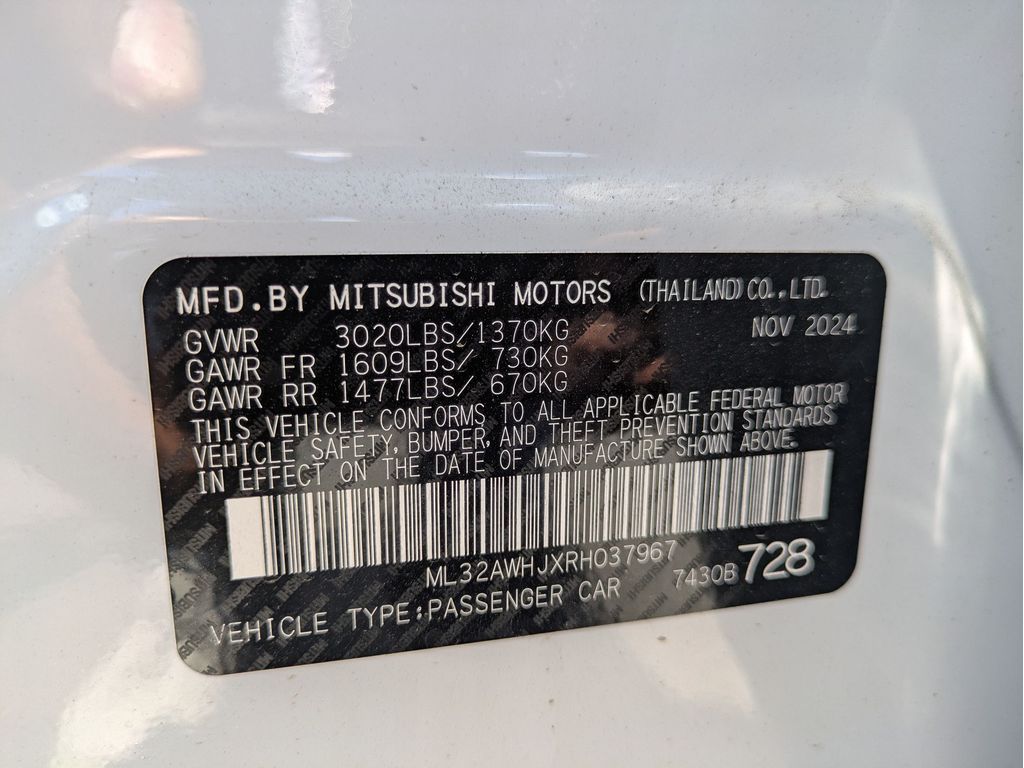 MFD.BY MITSUBISHI MOTORS (THAILAND) CO.,LTD.
GVWR 3020LBS/1370KG NOV 2024
GAWR FR 1609LBS/ 730KG
GAWR RR 1477LBS/ 670KG
THIS VEHICLE CONFORMS TO ALL APPLICABLE FEDERAL MOTOR
VEHICLE SAFETY, BUMPER, AND THEFT PREVENTION STANDARDS
IN EFFECT ON THE DATE OF MANUFACTURE SHOWN ABOVE.
ML32AWHJXRH037967 7430B 728
VEHICLE TYPE:PASSENGER CAR